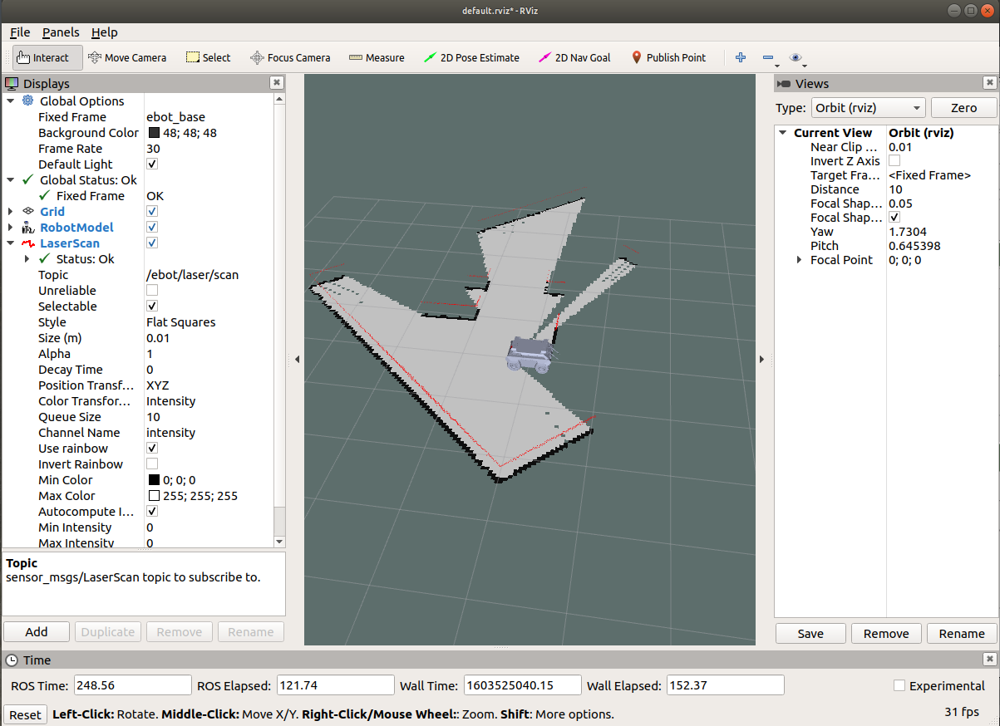 default.rviz* - RViz
File Panels Help
Interact Move Camera Select Focus Camera Measure 2D Pose Estimate 2D Nav Goal Publish Point
Displays
Global Options
Fixed Frame ebot_base
Background Color 48; 48; 48
Frame Rate 30
Default Light
Global Status: Ok
Fixed Frame OK
Grid
RobotModel
LaserScan
Status: Ok
Topic /ebot/laser/scan
Unreliable
Selectable
Style Flat Squares
Size (m) 0.01
Alpha 1
Decay Time 0
Position Transf... XYZ
Color Transfor... Intensity
Queue Size 10
Channel Name intensity
Use rainbow
Invert Rainbow
Min Color 0; 0; 0
Max Color 255; 255; 255
Autocompute I...
Min Intensity 0
Max Intensity 0
Topic
sensor_msgs/LaserScan topic to subscribe to.
Add Duplicate Remove Rename
Views
Type: Orbit (rviz) Zero
Current View Orbit (rviz)
Near Clip ... 0.01
Invert Z Axis
Target Fra... <Fixed Frame>
Distance 10
Focal Shap... 0.05
Focal Shap...
Yaw 1.7304
Pitch 0.645398
Focal Point 0; 0; 0
Save Remove Rename
Time
ROS Time: 248.56 ROS Elapsed: 121.74 Wall Time: 1603525040.15 Wall Elapsed: 152.37 Experimental
Reset Left-Click: Rotate. Middle-Click: Move X/Y. Right-Click/Mouse Wheel:: Zoom. Shift: More options. 31 fps